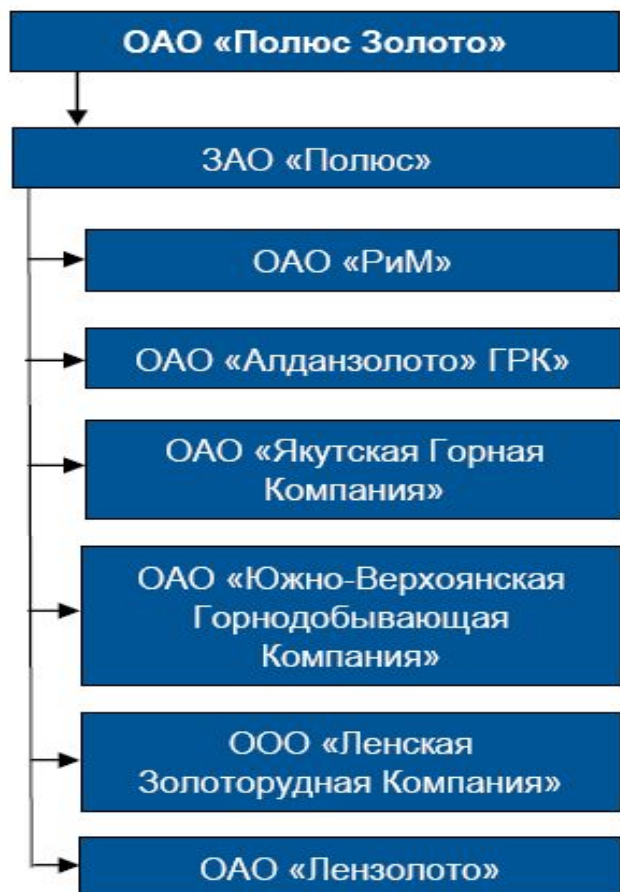 ОАО «Полюс Золото»
ЗАО «Полюс»
ОАО «РиМ»
ОАО «Алданзолото» ГРК»
ОАО «Якутская Горная
Компания»
ОАО «Южно-Верхоянская
Горнодобывающая
Компания»
ООО «Ленская
Золоторудная Компания»
ОАО «Лензолото»